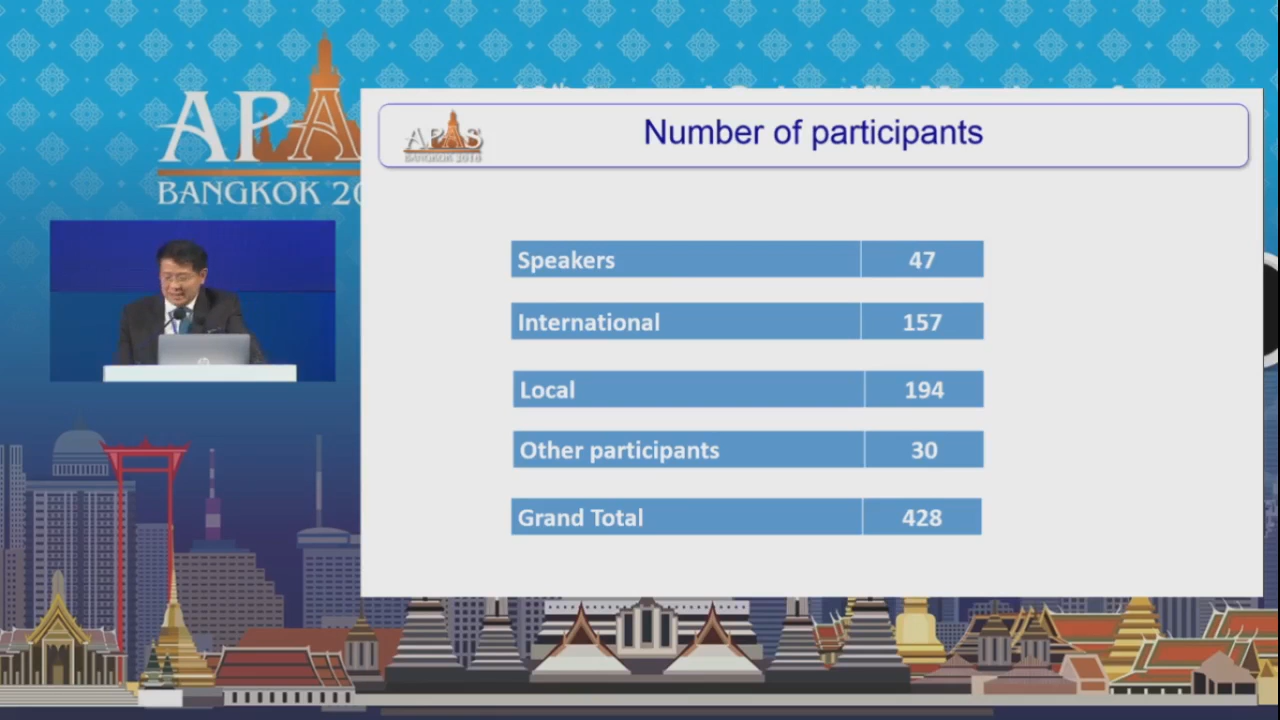 APA
BANGKOK 20
APAS
BANGKOK 2018
Number of participants
Speakers 47
International 157
Local 194
Other participants 30
Grand Total 428